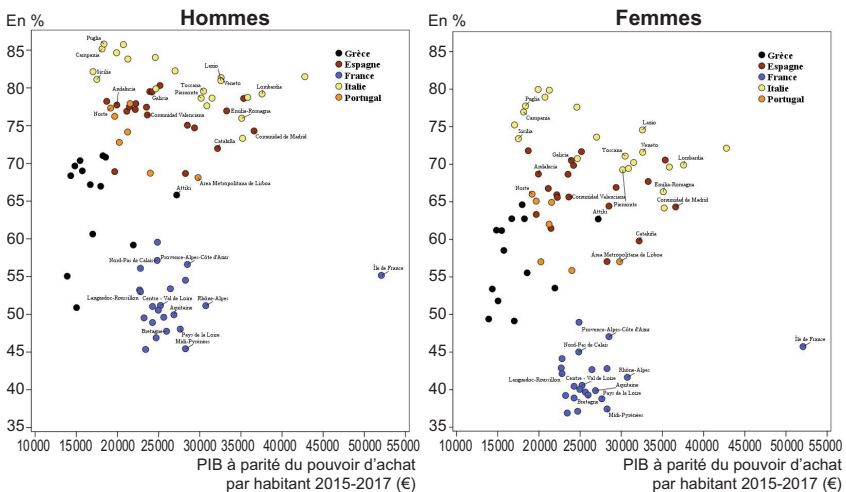 En %
Hommes
85
80
75
70
65
60
55
50
45
40
35
10000 15000 20000 25000 30000 35000 40000 45000 50000 55000
PIB à parité du pouvoir d'achat
par habitant 2015-2017 (€)
Grèce
Espagne
France
Italie
Portugal
Puglia
Campania
Sicilia
Andalucía
Galicia
Norte
Comunidad Valenciana
Toscana
Piemonte
Lazio
Veneto
Lombardia
Emilia-Romagna
Comunidad de Madrid
Cataluña
Attiki
Área Metropolitana de Lisboa
Nord-Pas de Calais
Provence-Alpes-Côte d'Azur
Île de France
Languedoc-Roussillon
Centre - Val de Loire
Rhône-Alpes
Aquitaine
Bretagne
Pays de la Loire
Midi-Pyrénées
En %
Femmes
85
80
75
70
65
60
55
50
45
40
35
10000 15000 20000 25000 30000 35000 40000 45000 50000 55000
PIB à parité du pouvoir d'achat
par habitant 2015-2017 (€)
Grèce
Espagne
France
Italie
Portugal
Puglia
Campania
Sicilia
Lazio
Galicia
Toscana
Veneto
Lombardia
Andalucía
Emilia-Romagna
Norte
Comunidad Valenciana
Piemonte
Comunidad de Madrid
Attiki
Cataluña
Área Metropolitana de Lisboa
Provence-Alpes-Côte d'Azur
Nord-Pas de Calais
Île de France
Languedoc-Roussillon
Centre - Val de Loire
Rhône-Alpes
Aquitaine
Pays de la Loire
Bretagne
Midi-Pyrénées